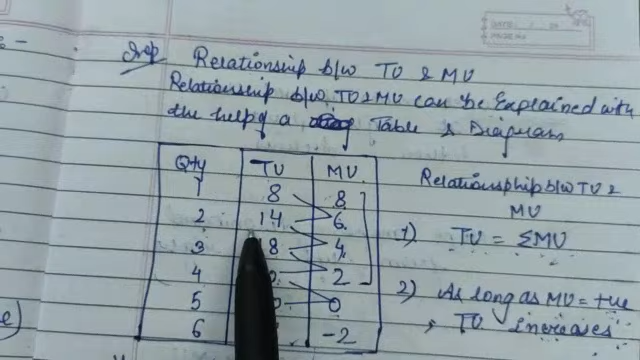 Imp Relationship b/w TU & MU
Relationship b/w TU & MU can be Explained with
the help of a Table & Diagram
Qty TU MU
1 8 8
2 14 6
3 18 4
4 2
5 0
6 -2
Relationship b/w TU &
MU
1) TU = ΣMU
2) As long as MU = +ve
, TU increases